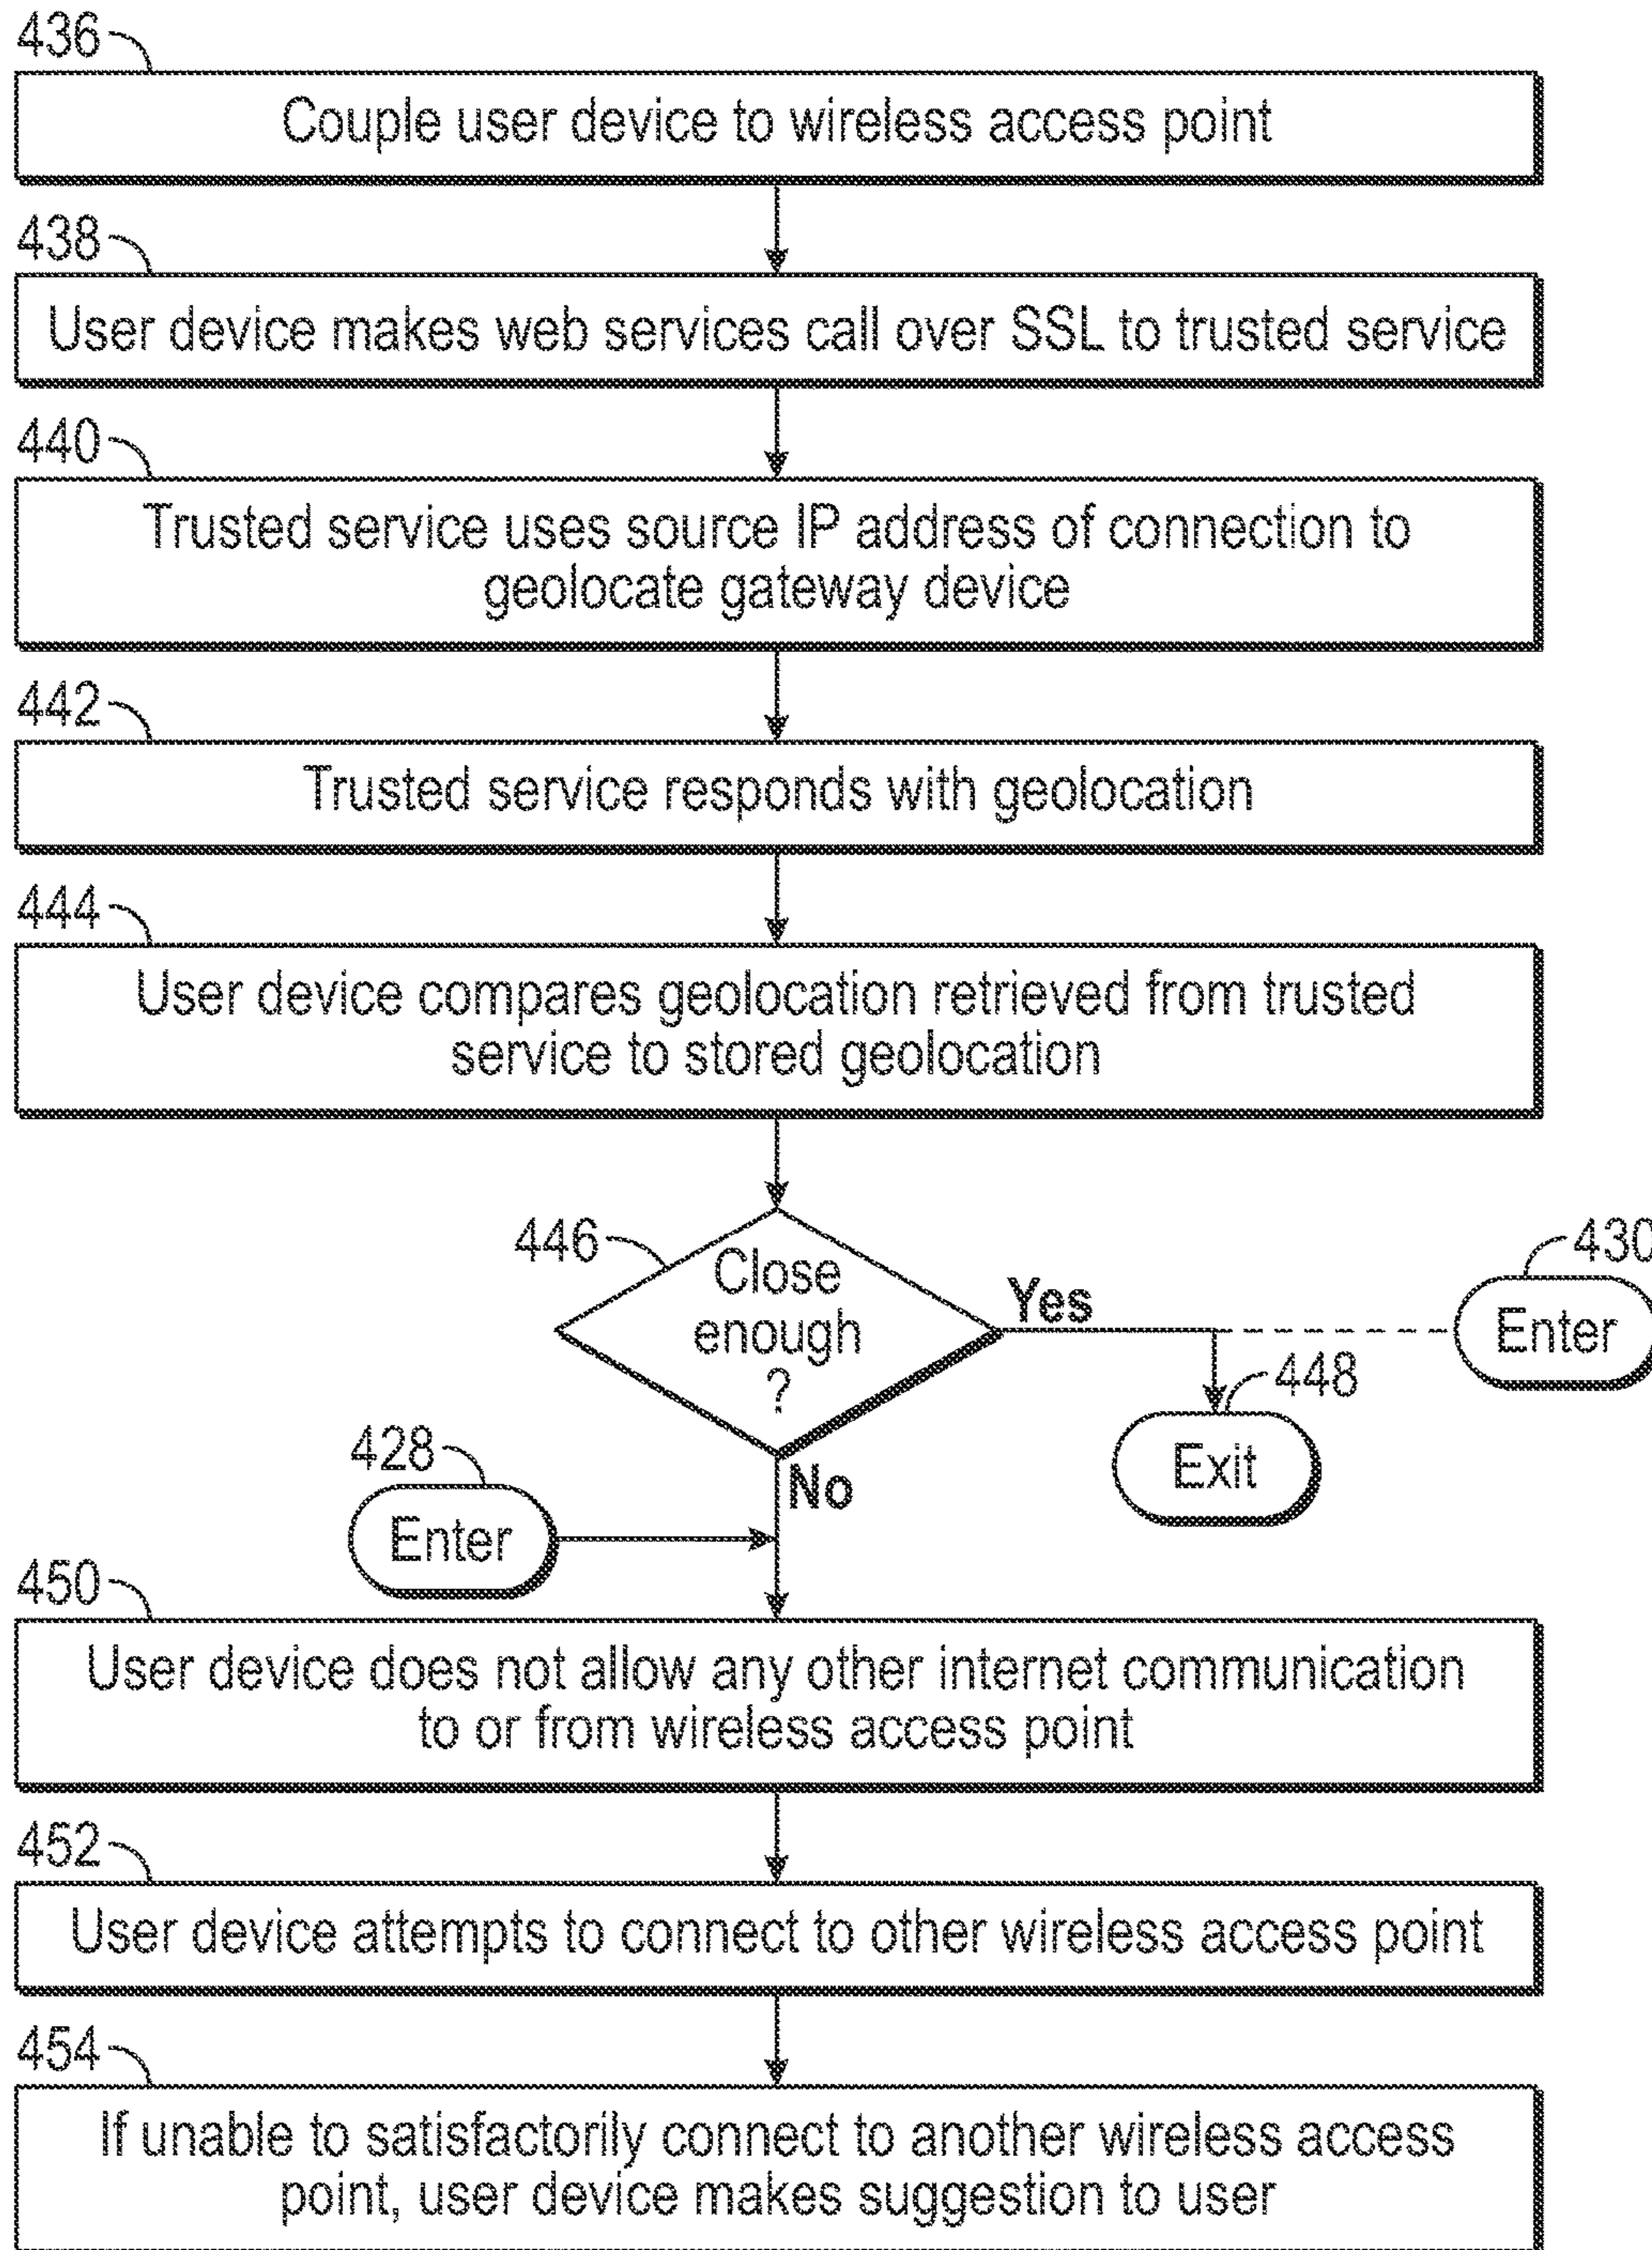 436
Couple user device to wireless access point
438
User device makes web services call over SSL to trusted service
440
Trusted service uses source IP address of connection to
geolocate gateway device
442
Trusted service responds with geolocation
444
User device compares geolocation retrieved from trusted
service to stored geolocation
446
Close
enough
?
Yes
430
Enter
448
Exit
No
428
Enter
450
User device does not allow any other internet communication
to or from wireless access point
452
User device attempts to connect to other wireless access point
454
If unable to satisfactorily connect to another wireless access
point, user device makes suggestion to user